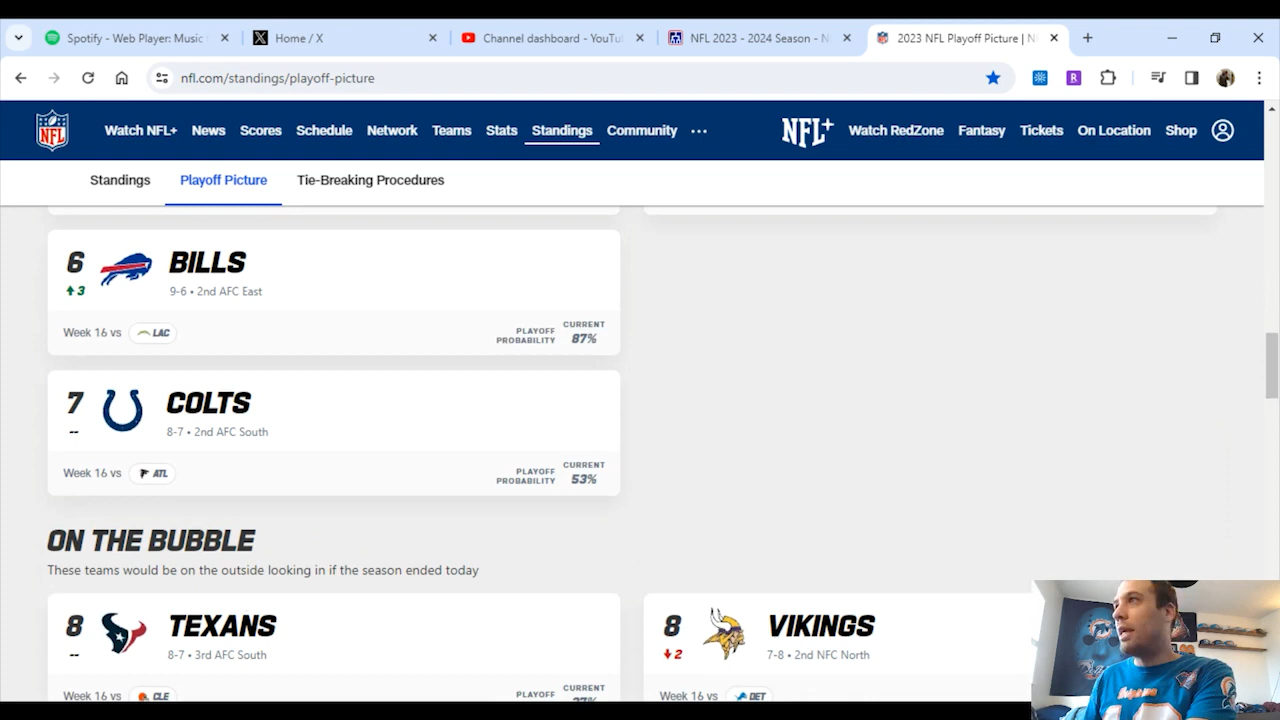 Spotify - Web Player: Music
Home / X
Channel dashboard - YouTu
NFL 2023 - 2024 Season - N
2023 NFL Playoff Picture | N
nfl.com/standings/playoff-picture
R
NFL
Watch NFL+ News Scores Schedule Network Teams Stats Standings Community ...
NFL+ Watch RedZone Fantasy Tickets On Location Shop
Standings Playoff Picture Tie-Breaking Procedures
6 BILLS
3 9-6 • 2nd AFC East
Week 16 vs LAC
PLAYOFF PROBABILITY
CURRENT 87%
7 COLTS
-- 8-7 • 2nd AFC South
Week 16 vs ATL
PLAYOFF PROBABILITY
CURRENT 53%
ON THE BUBBLE
These teams would be on the outside looking in if the season ended today
8 TEXANS
-- 8-7 • 3rd AFC South
Week 16 vs CLE
PLAYOFF
CURRENT
8 VIKINGS
2 7-8 • 2nd NFC North
Week 16 vs DET